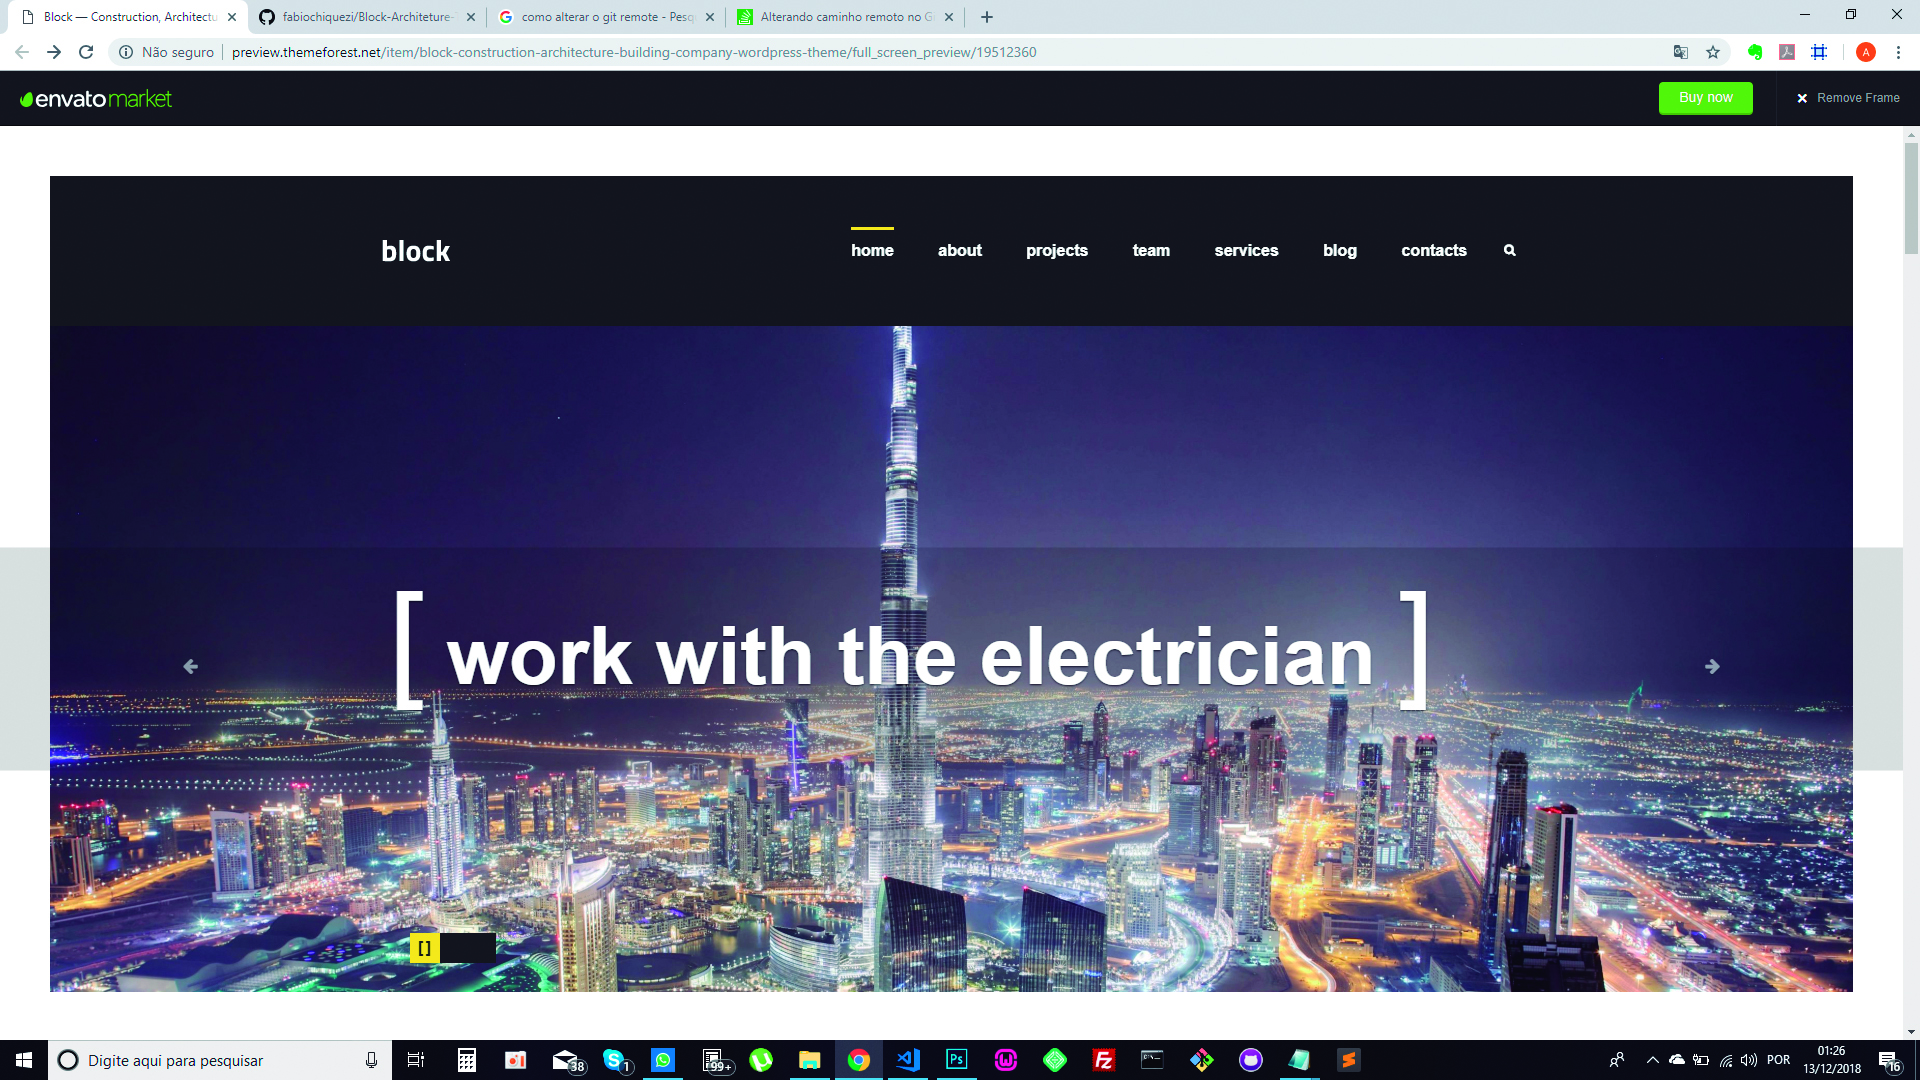 Block — Construction, Architectu
fabiochiquezi/Block-Architeture-
como alterar o git remote - Pesq
Alterando caminho remoto no G
Não seguro
preview.themeforest.net/item/block-construction-architecture-building-company-wordpress-theme/full_screen_preview/19512360
A
envatomarket
Buy now
Remove Frame
block
home
about
projects
team
services
blog
contacts
[ work with the electrician ]
[]
Digite aqui para pesquisar
38
1
99+
Ps
Fz
POR
01:26
13/12/2018
16